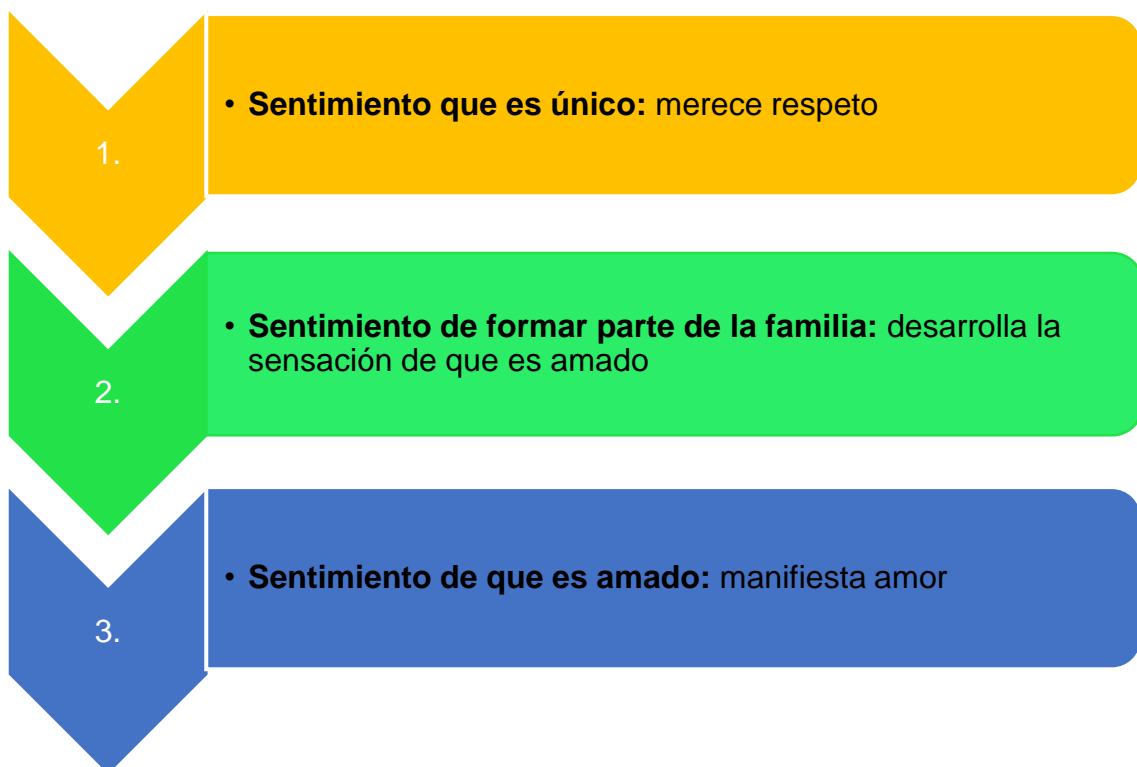 1.
• Sentimiento que es único: merece respeto
2.
• Sentimiento de formar parte de la familia: desarrolla la
sensación de que es amado
3.
• Sentimiento de que es amado: manifiesta amor